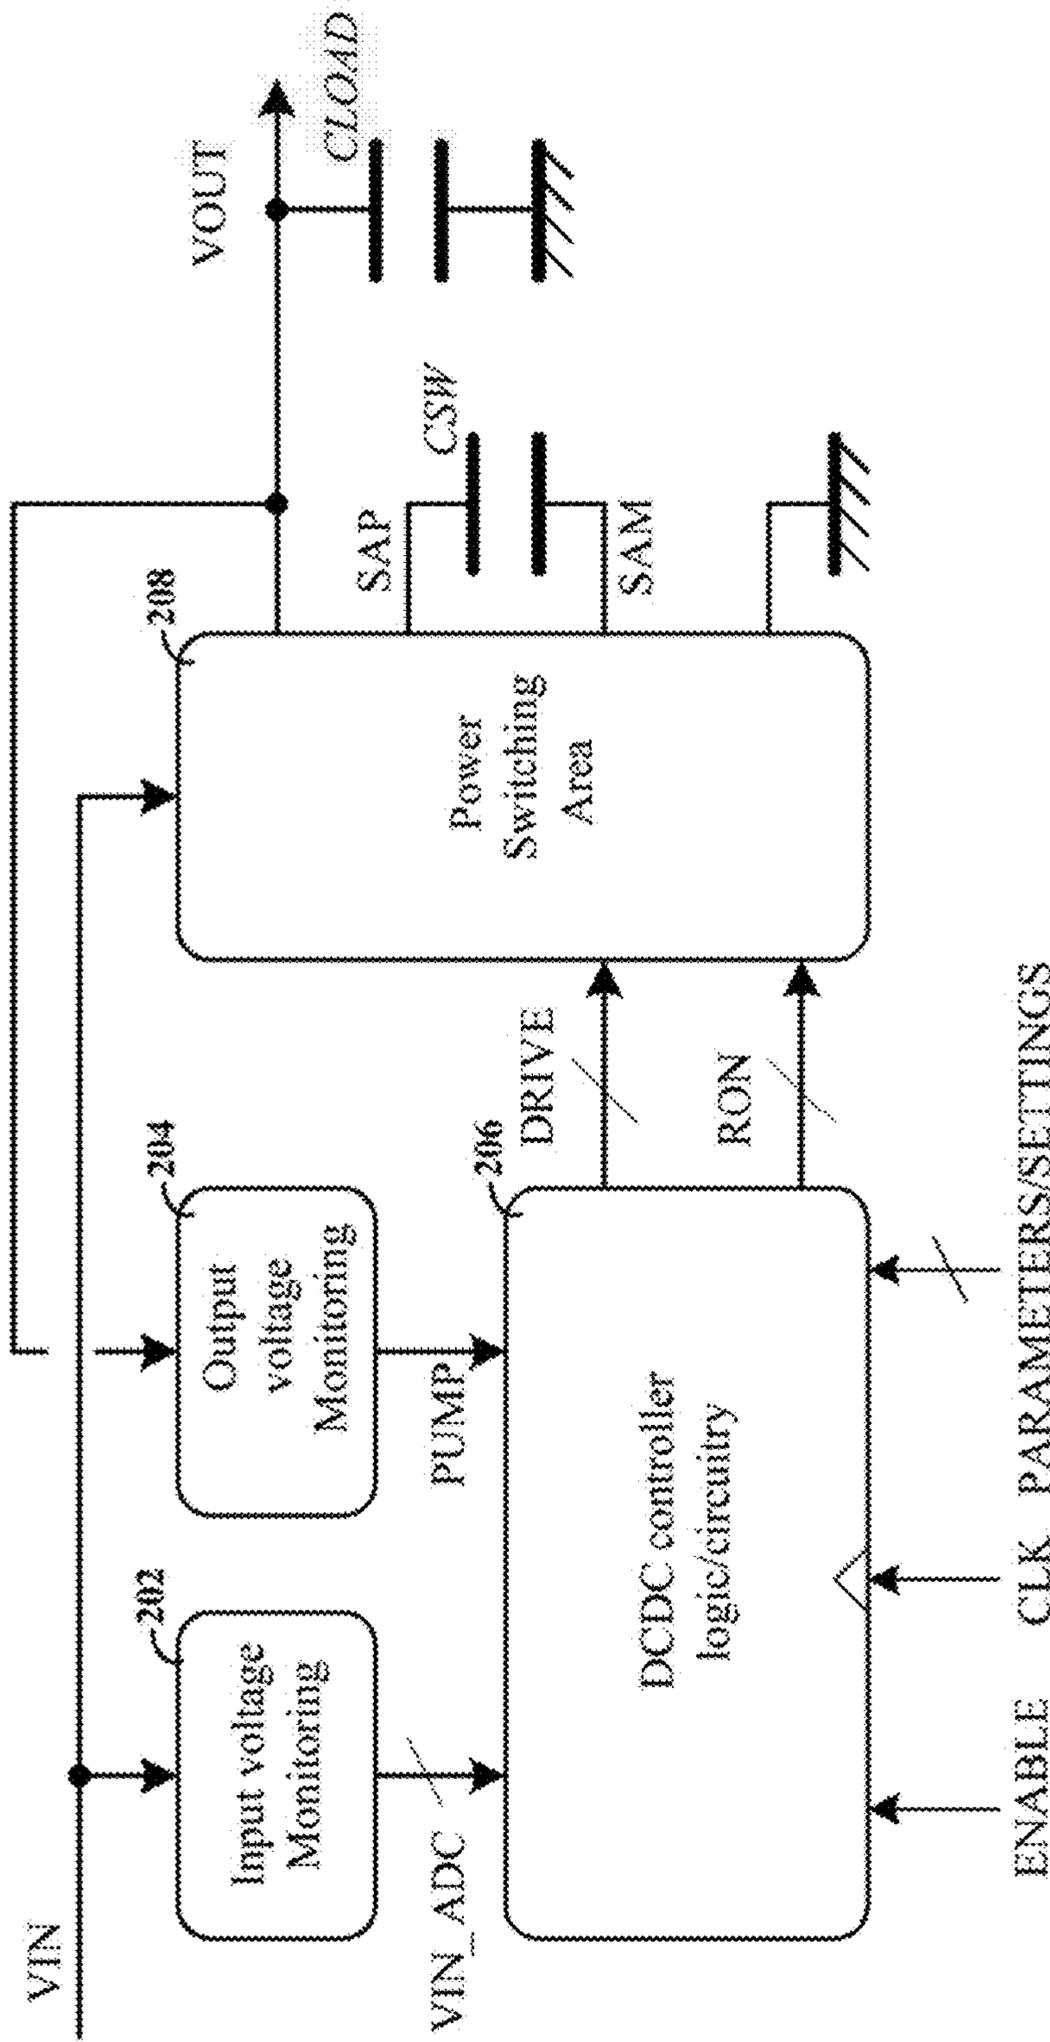 VIN
202
Input voltage
Monitoring
204
Output
voltage
Monitoring
208
Power
Switching
Area
VOUT
CLOAD
SAP
CSW
SAM
VIN_ADC
PUMP
206
DCDC controller
logic/circuitry
DRIVE
RON
ENABLE
CLK
PARAMETERS/SETTINGS